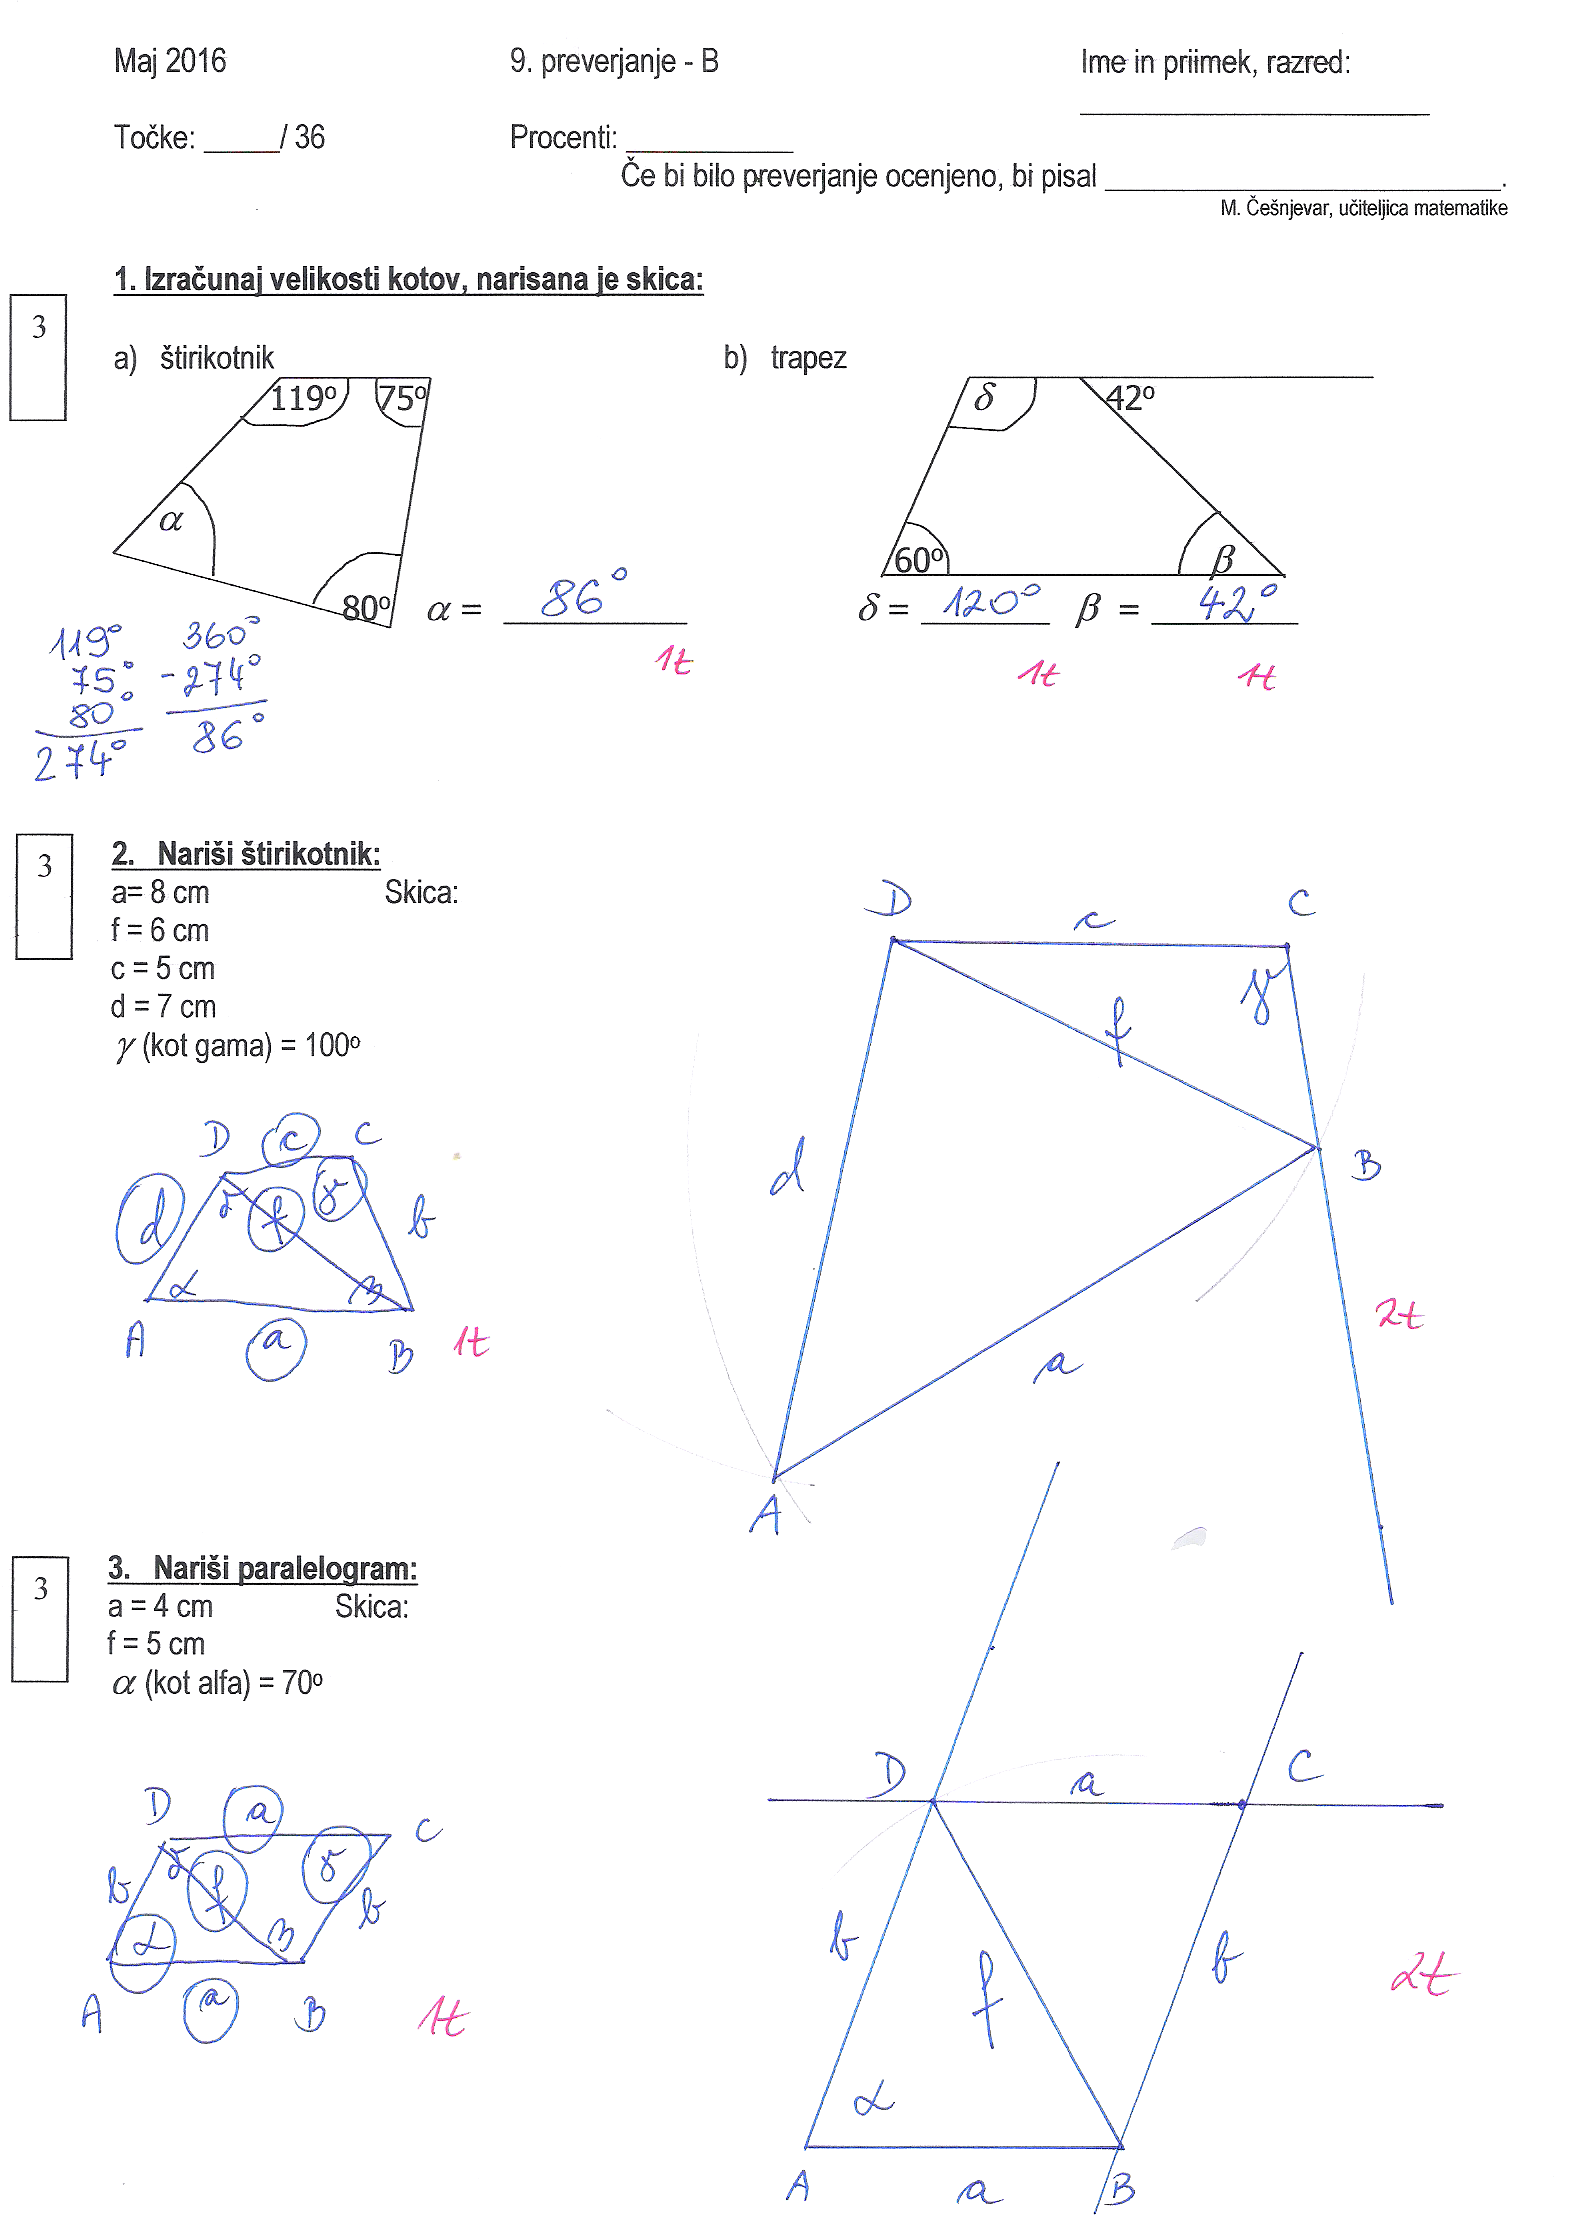 Maj 2016 9. preverjanje - B Ime in priimek, razred:
Točke: _____/ 36 Procenti: ___________
Če bi bilo preverjanje ocenjeno, bi pisal __________________________.
M. Češnjevar, učiteljica matematike
1. Izračunaj velikosti kotov, narisana je skica:
3
a) štirikotnik b) trapez
119° 75° δ 42°
α 60° β
80° α = 86° δ = 120° β = 42°
1t 1t 1t
119° 360°
75° -274°
80° 86°
274°
3
2. Nariši štirikotnik:
a= 8 cm Skica:
f = 6 cm
c = 5 cm
d = 7 cm
γ (kot gama) = 100°
D c C
γ
f
d
B
a
A
2t
D c C
d δ f γ b
α β
A a B 1t
3
3. Nariši paralelogram:
a = 4 cm Skica:
f = 5 cm
α (kot alfa) = 70°
D a C
b δ f γ b
α β
A a B 1t
D a C
b f b
α
A a B
2t